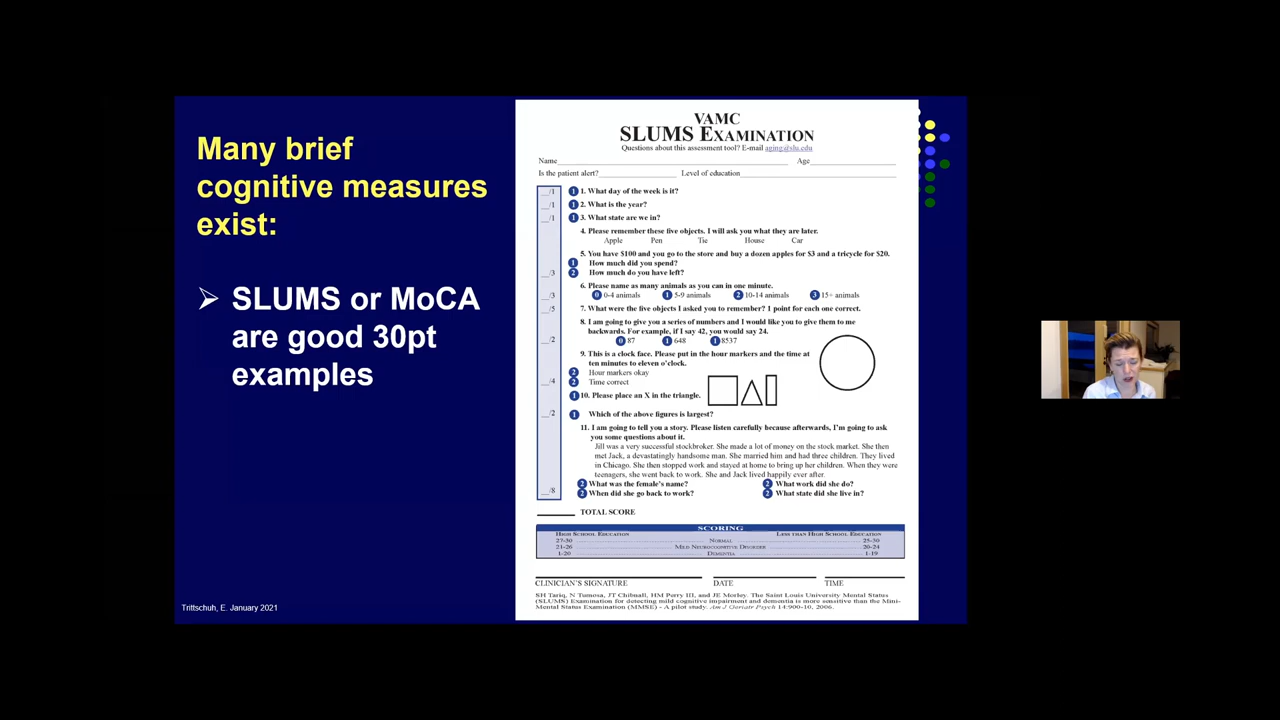 Many brief
cognitive measures
exist:
➢ SLUMS or MoCA
are good 30pt
examples
Trittschuh, E. January 2021
VAMC
SLUMS EXAMINATION
Questions about this assessment tool? E-mail aging@slu.edu
Name Age
Is the patient alert? Level of education
__/1 1 1. What day of the week is it?
__/1 1 2. What is the year?
__/1 1 3. What state are we in?
4. Please remember these five objects. I will ask you what they are later.
Apple Pen Tie House Car
5. You have $100 and you go to the store and buy a dozen apples for $3 and a tricycle for $20.
1 How much did you spend?
__/3 2 How much do you have left?
6. Please name as many animals as you can in one minute.
__/3 0 0-4 animals 1 5-9 animals 2 10-14 animals 3 15+ animals
__/5 7. What were the five objects I asked you to remember? 1 point for each one correct.
8. I am going to give you a series of numbers and I would like you to give them to me
backwards. For example, if I say 42, you would say 24.
__/2 0 87 1 648 1 8537
9. This is a clock face. Please put in the hour markers and the time at
ten minutes to eleven o'clock.
2 Hour markers okay
__/4 2 Time correct
1 10. Please place an X in the triangle.
__/2 1 Which of the above figures is largest?
11. I am going to tell you a story. Please listen carefully because afterwards, I'm going to ask
you some questions about it.
Jill was a very successful stockbroker. She made a lot of money on the stock market. She then
met Jack, a devastatingly handsome man. She married him and had three children. They lived
in Chicago. She then stopped work and stayed at home to bring up her children. When they were
teenagers, she went back to work. She and Jack lived happily ever after.
2 What was the female's name? 2 What work did she do?
__/8 2 When did she go back to work? 2 What state did she live in?
TOTAL SCORE
SCORING
HIGH SCHOOL EDUCATION LESS THAN HIGH SCHOOL EDUCATION
27-30 NORMAL 25-30
21-26 MILD NEUROCOGNITIVE DISORDER 20-24
1-20 DEMENTIA 1-19
CLINICIAN'S SIGNATURE DATE TIME
SH Tariq, N Tumosa, JT Chibnall, HM Perry III, and JE Morley. The Saint Louis University Mental Status
(SLUMS) Examination for detecting mild cognitive impairment and dementia is more sensitive than the Mini-
Mental Status Examination (MMSE) - A pilot study. Am J Geriatr Psych 14:900-10, 2006.